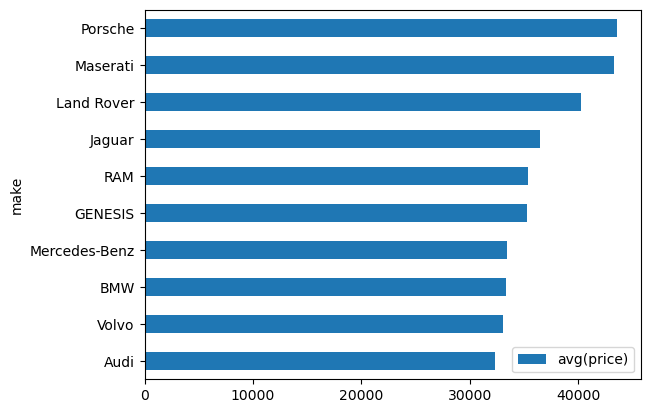 Porsche
Maserati
Land Rover
Jaguar
RAM
GENESIS
Mercedes-Benz
BMW
Volvo
Audi
make
avg(price)
0 10000 20000 30000 40000